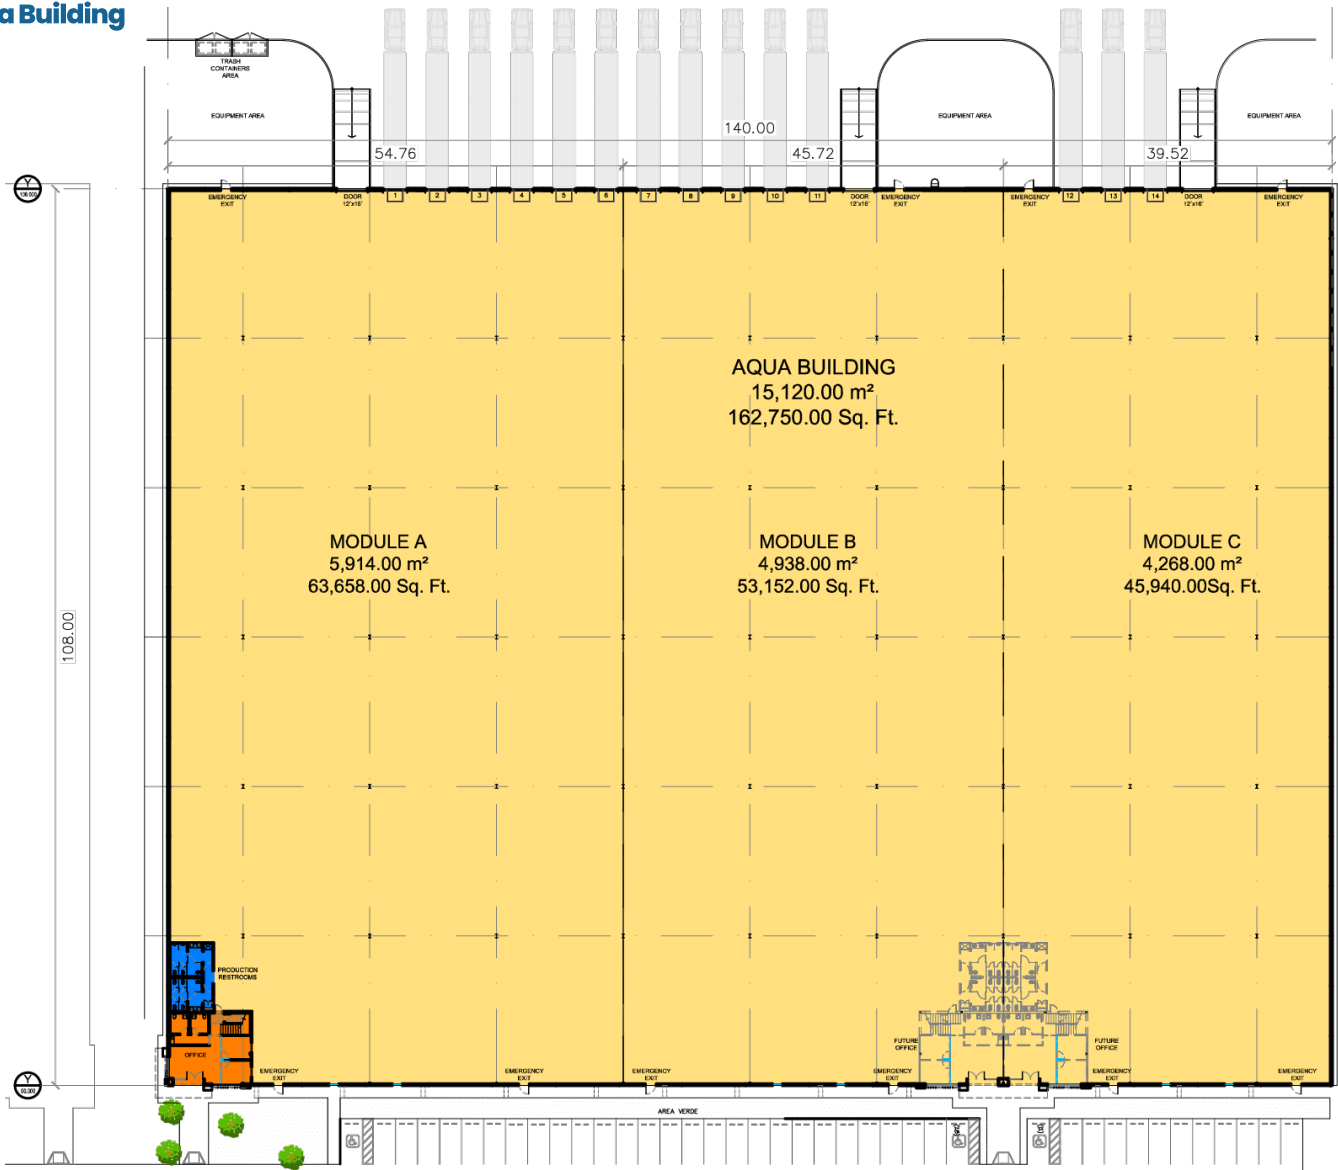 a Building
TRASH
CONTAINERS
AREA
EQUIPMENT AREA
EQUIPMENT AREA
EQUIPMENT AREA
140.00
54.76
45.72
39.52
EMERGENCY
EXIT
DOOR
12'x16'
1
2
3
4
5
6
7
8
9
10
11
DOOR
12'x16'
EMERGENCY
EXIT
EMERGENCY
EXIT
12
13
14
DOOR
12'x16'
EMERGENCY
EXIT
Y
108.000
AQUA BUILDING
15,120.00 m²
162,750.00 Sq. Ft.
MODULE A
5,914.00 m²
63,658.00 Sq. Ft.
MODULE B
4,938.00 m²
53,152.00 Sq. Ft.
MODULE C
4,268.00 m²
45,940.00Sq. Ft.
108.00
PRODUCTION
RESTROOMS
OFFICE
FUTURE
OFFICE
FUTURE
OFFICE
EMERGENCY
EXIT
EMERGENCY
EXIT
EMERGENCY
EXIT
EMERGENCY
EXIT
EMERGENCY
EXIT
EMERGENCY
EXIT
Y
AREA VERDE